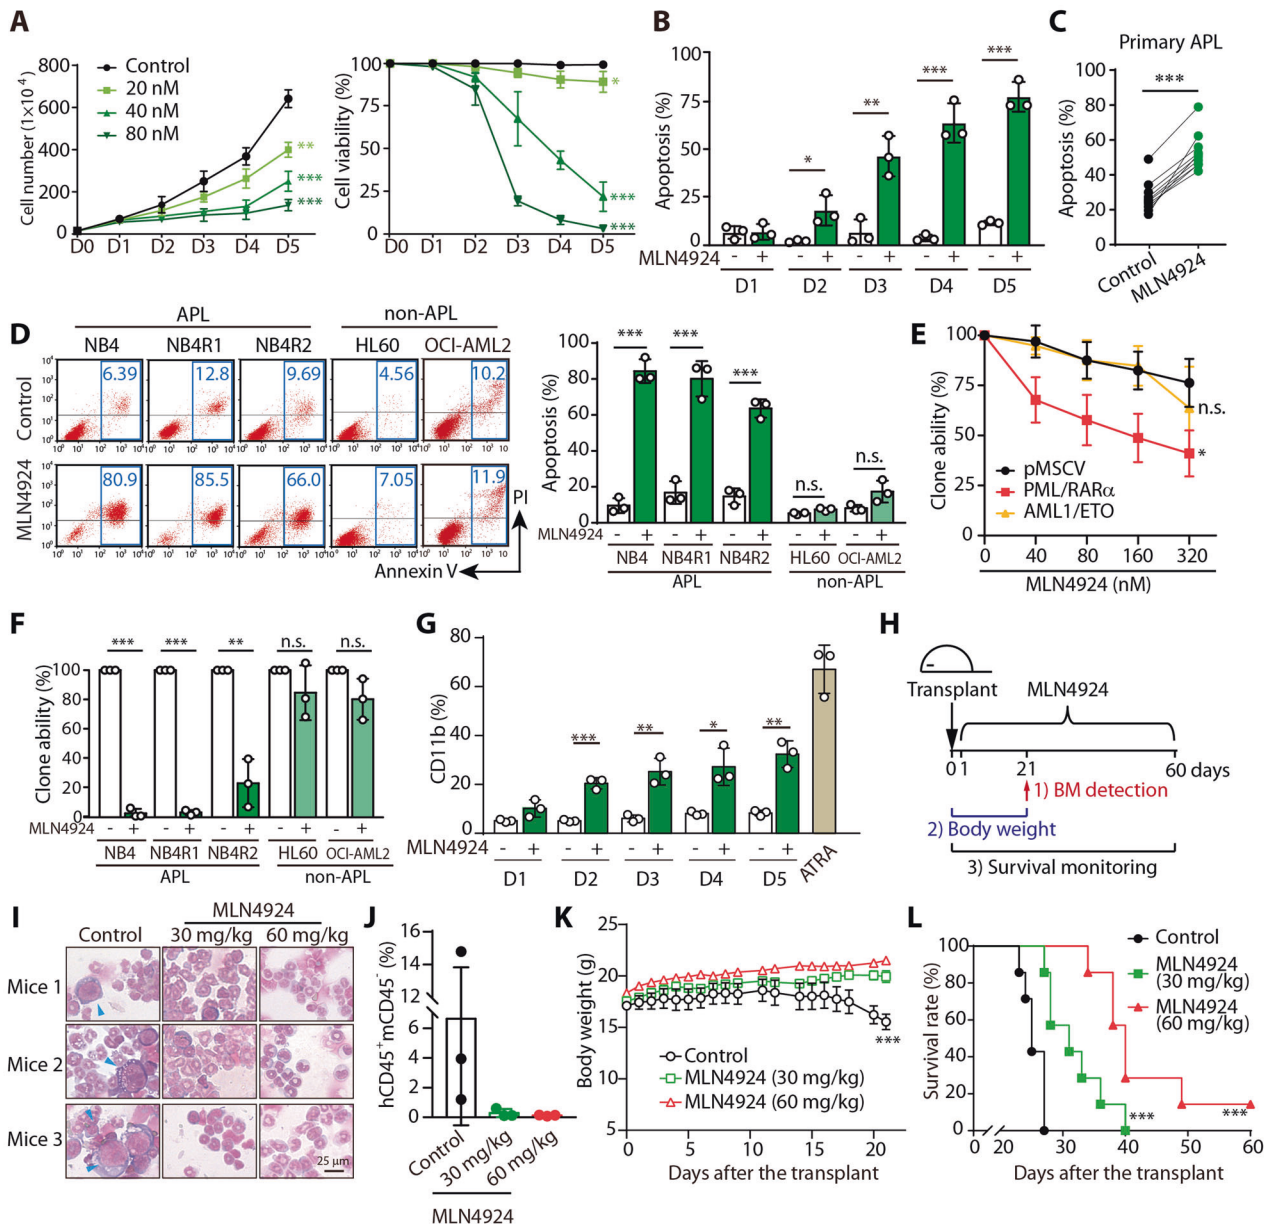 A
Cell number (1×10⁻⁴)
800
600
400
200
0
D0 D1 D2 D3 D4 D5
Control
20 nM
40 nM
80 nM
**
***
***
Cell viability (%)
100
75
50
25
0
D0 D1 D2 D3 D4 D5
*
***
***
B
Apoptosis (%)
100
75
50
25
0
* ** *** ***
MLN4924 - + - + - + - + - +
D1 D2 D3 D4 D5
C
Primary APL
***
Apoptosis (%)
100
80
60
40
20
0
Control
MLN4924
D
APL non-APL
NB4 NB4R1 NB4R2 HL60 OCI-AML2
Control
6.39 12.8 9.69 4.56 10.2
MLN4924
80.9 85.5 66.0 7.05 11.9
10⁴
10³
10²
10¹
10⁰
10⁰ 10¹ 10² 10³ 10⁴
PI
Annexin V
Apoptosis (%)
100
80
60
40
20
0
*** *** *** n.s. n.s.
MLN4924 - + - + - + - + - +
NB4 NB4R1 NB4R2 HL60 OCI-AML2
APL non-APL
E
Clone ability (%)
100
75
50
25
0
n.s.
*
pMSCV
PML/RARα
AML1/ETO
0 40 80 160 320
MLN4924 (nM)
F
Clone ability (%)
100
80
60
40
20
0
*** *** ** n.s. n.s.
MLN4924 - + - + - + - + - +
NB4 NB4R1 NB4R2 HL60 OCI-AML2
APL non-APL
G
CD11b (%)
80
60
40
20
0
*** ** * **
MLN4924 - + - + - + - + - +
D1 D2 D3 D4 D5
ATRA
H
Transplant MLN4924
0 1 21 60 days
1) BM detection
2) Body weight
3) Survival monitoring
I
MLN4924
Control 30 mg/kg 60 mg/kg
Mice 1
Mice 2
Mice 3
25 μm
J
hCD45⁺mCD45⁻ (%)
16
14
12
6
4
2
0
Control
30 mg/kg
60 mg/kg
MLN4924
K
Body weight (g)
25
20
15
10
5
***
Control
MLN4924 (30 mg/kg)
MLN4924 (60 mg/kg)
0 5 10 15 20
Days after the transplant
L
Survival rate (%)
100
80
60
40
20
0
Control
MLN4924
(30 mg/kg)
MLN4924
(60 mg/kg)
***
***
0 20 30 40 50 60
Days after the transplant